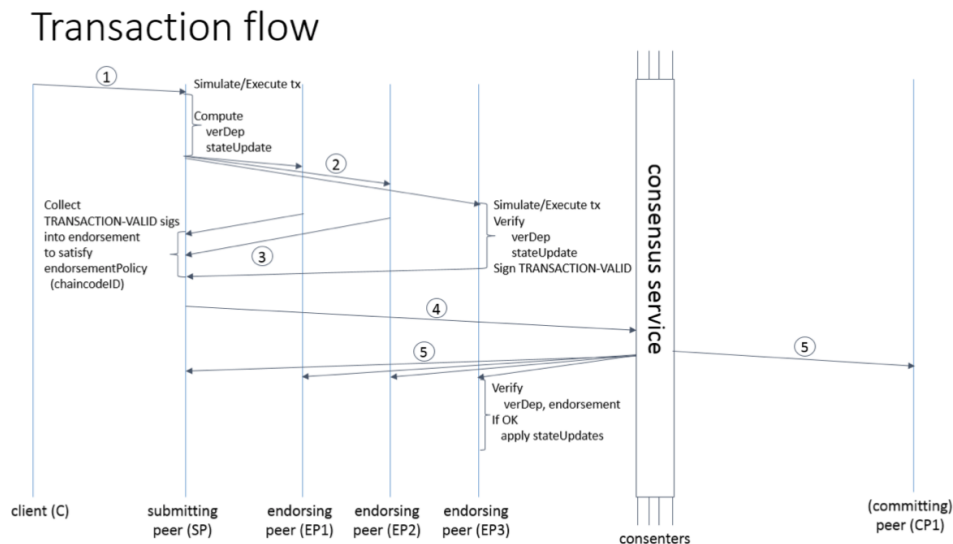 Transaction flow
1
Simulate/Execute tx
Compute
verDep
stateUpdate
2
Collect
TRANSACTION-VALID sigs
into endorsement
to satisfy
endorsementPolicy
(chaincodeID)
3
Simulate/Execute tx
Verify
verDep
stateUpdate
Sign TRANSACTION-VALID
consensus service
4
5
5
Verify
verDep, endorsement
If OK
apply stateUpdates
client (C)
submitting
peer (SP)
endorsing
peer (EP1)
endorsing
peer (EP2)
endorsing
peer (EP3)
consenters
(committing)
peer (CP1)